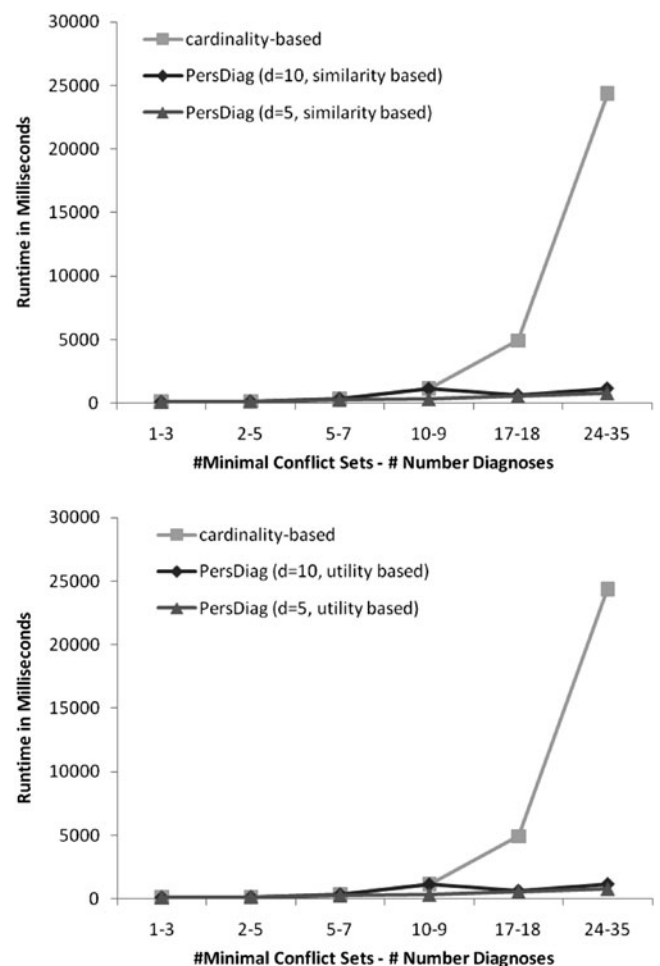 30000
25000
20000
15000
10000
5000
0
Runtime in Milliseconds
cardinality-based
PersDiag (d=10, similarity based)
PersDiag (d=5, similarity based)
1-3 2-5 5-7 10-9 17-18 24-35
#Minimal Conflict Sets - # Number Diagnoses
30000
25000
20000
15000
10000
5000
0
Runtime in Milliseconds
cardinality-based
PersDiag (d=10, utility based)
PersDiag (d=5, utility based)
1-3 2-5 5-7 10-9 17-18 24-35
#Minimal Conflict Sets - # Number Diagnoses